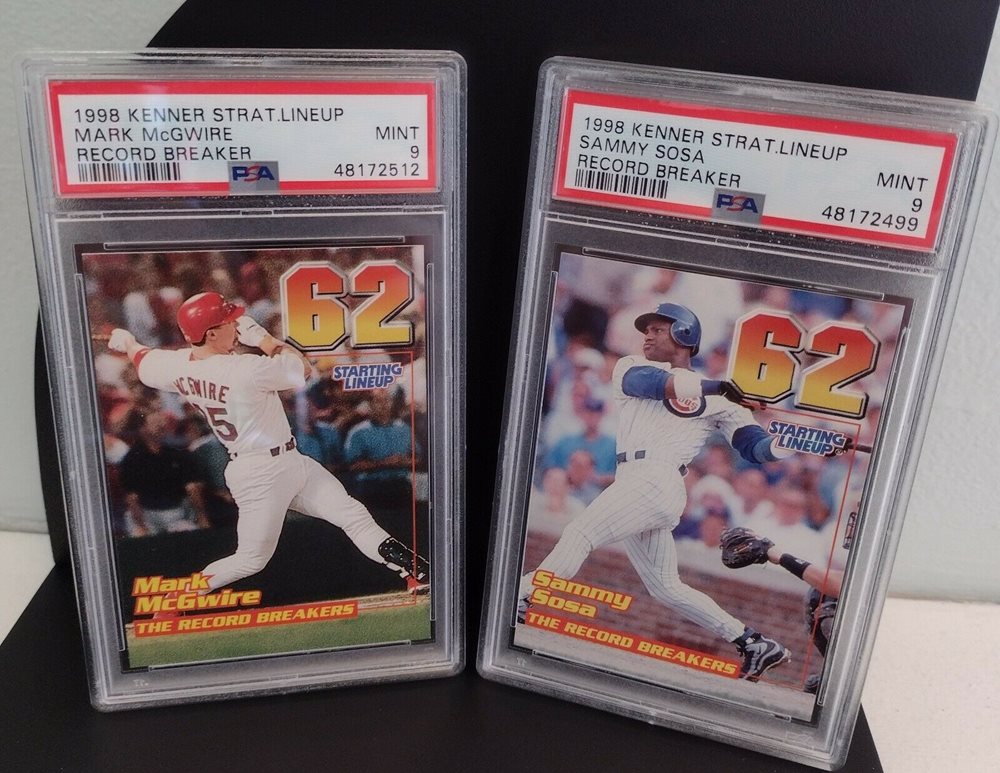 1998 KENNER STRAT.LINEUP
MARK McGWIRE MINT
RECORD BREAKER 9
PSA 48172512
62
STARTING
LINEUP
McGWIRE
25
Mark
McGwire
THE RECORD BREAKERS
1998 KENNER STRAT.LINEUP
SAMMY SOSA MINT
RECORD BREAKER 9
PSA 48172499
62
STARTING
LINEUP
Sammy
Sosa
THE RECORD BREAKERS